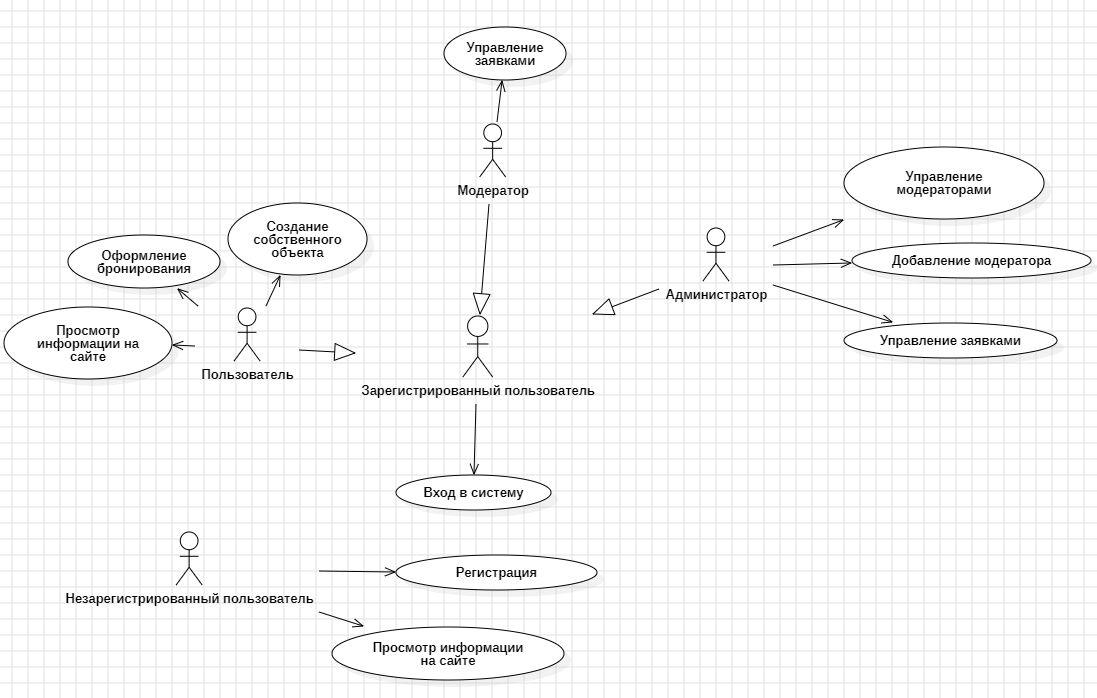 Управление
заявками
Модератор
Управление
модераторами
Создание
собственного
объекта
Оформление
бронирования
Добавление модератора
Администратор
Просмотр
информации на
сайте
Управление заявками
Пользователь
Зарегистрированный пользователь
Вход в систему
Регистрация
Незарегистрированный пользователь
Просмотр информации
на сайте